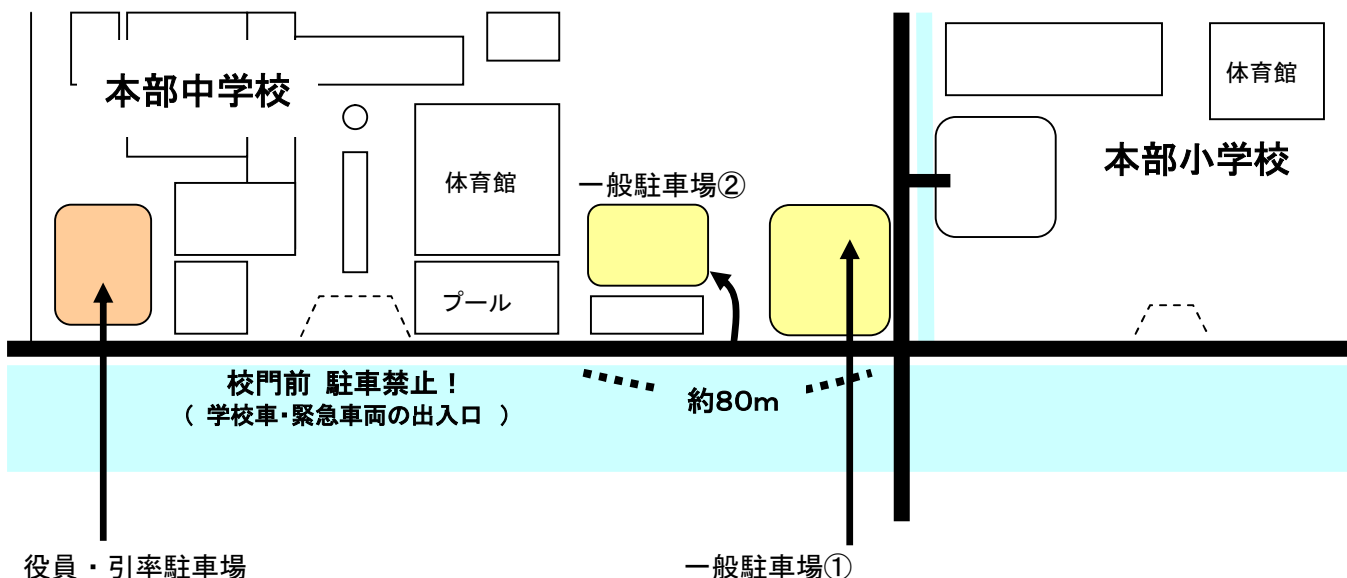 本部中学校
体育館
本部小学校
体育館
一般駐車場②
プール
校門前 駐車禁止！
（ 学校車・緊急車両の出入口 ）
約80m
役員・引率駐車場
一般駐車場①